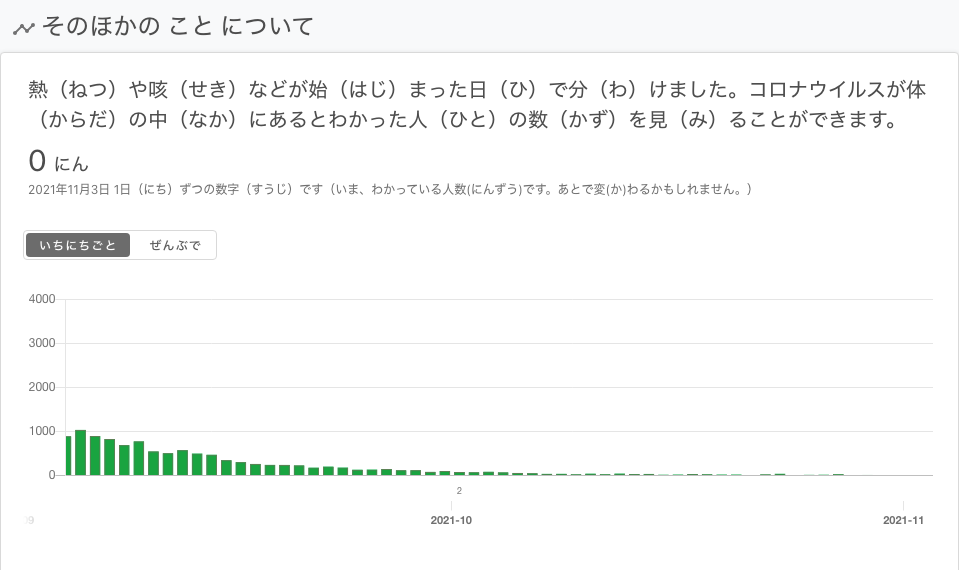 そのほかの こと について
熱（ねつ）や咳（せき）などが始（はじ）まった日（ひ）で分（わ）けました。コロナウイルスが体
（からだ）の中（なか）にあるとわかった人（ひと）の数（かず）を見（み）ることができます。
0 にん
2021年11月3日 1日（にち）ずつの数字（すうじ）です（いま、わかっている人数(にんずう)です。あとで変(か)わるかもしれません。）
いちにちごと ぜんぶで
4000
3000
2000
1000
0
2
2021-10 2021-11